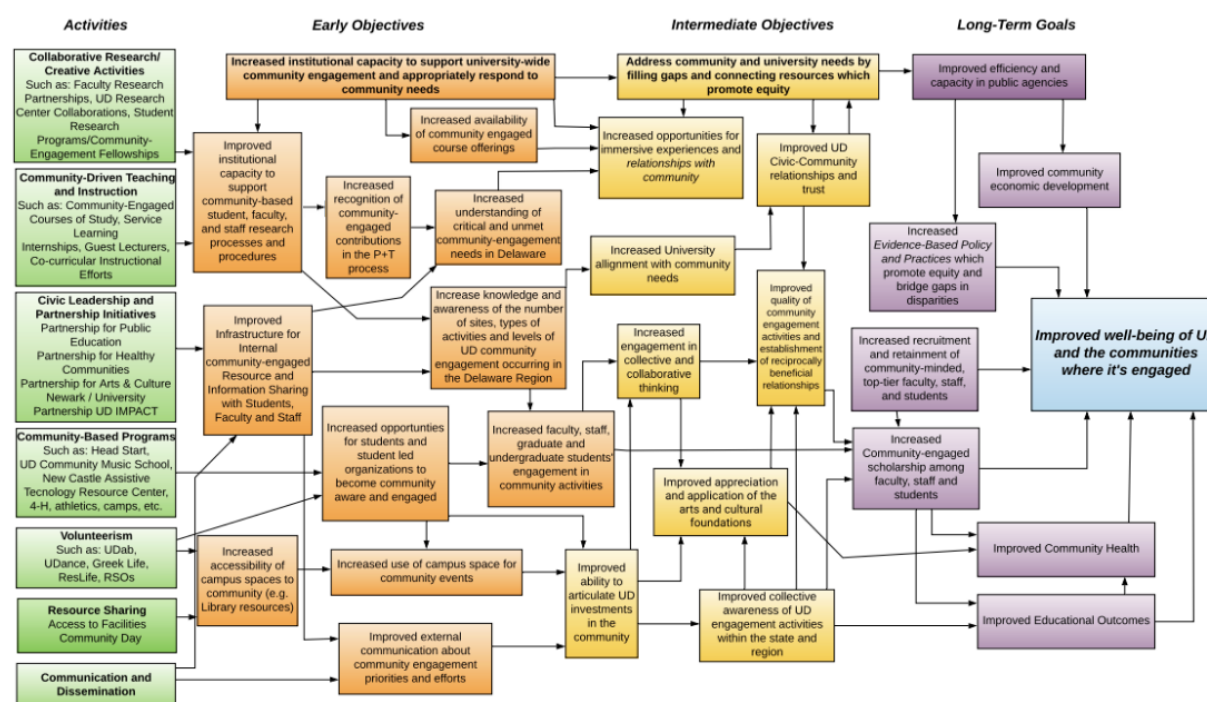 Activities
Early Objectives
Intermediate Objectives
Long-Term Goals
Collaborative Research/
Creative Activities
Such as: Faculty Research
Partnerships, UD Research
Center Collaborations, Student
Research
Programs/Community-
Engagement Fellowships
Community-Driven Teaching
and Instruction
Such as: Community-Engaged
Courses of Study, Service
Learning
Internships, Guest Lecturers,
Co-curricular Instructional
Efforts
Civic Leadership and
Partnership Initiatives
Partnership for Public
Education
Partnership for Healthy
Communities
Partnership for Arts & Culture
Newark / University
Partnership UD IMPACT
Community-Based Programs
Such as: Head Start,
UD Community Music School,
New Castle Assistive
Tecnology Resource Center,
4-H, athletics, camps, etc.
Volunteerism
Such as: UDab,
UDance, Greek Life,
ResLife, RSOs
Resource Sharing
Access to Facilities
Community Day
Communication and
Dissemination
Increased institutional capacity to support university-wide
community engagement and appropriately respond to
community needs
Increased availability
of community engaged
course offerings
Improved
institutional
capacity to
support
community-based
student, faculty,
and staff research
processes and
procedures
Increased
recognition of
community-
engaged
contributions
in the P+T
process
Increased
understanding of
critical and unmet
community-engagement
needs in Delaware
Increase knowledge and
awareness of the number
of sites, types of
activities and levels of
UD community
engagement occurring in
the Delaware Region
Improved
Infrastructure for
Internal
community-engaged
Resource and
Information Sharing
with Students,
Faculty and Staff
Increased opportunities
for students and
student led
organizations to
become community
aware and engaged
Increased faculty, staff,
graduate and
undergraduate students'
engagement in
community activities
Increased
accessibility of
campus spaces to
community (e.g.
Library resources)
Increased use of campus space for
community events
Improved external
communication about
community engagement
priorities and efforts
Address community and university needs by
filling gaps and connecting resources which
promote equity
Increased opportunities for
immersive experiences and
relationships with
community
Improved UD
Civic-Community
relationships and
trust
Increased University
allignment with community
needs
Improved
quality of
community
engagement
activities and
establishment
of reciprocally
beneficial
relationships
Increased
engagement in
collective and
collaborative
thinking
Improved appreciation
and application of the
arts and cultural
foundations
Improved
ability to
articulate UD
investments
in the
community
Improved collective
awareness of UD
engagement activities
within the state and
region
Improved efficiency and
capacity in public agencies
Improved community
economic development
Increased
Evidence-Based Policy
and Practices which
promote equity and
bridge gaps in
disparities
Increased recruitment
and retainment of
community-minded,
top-tier faculty, staff,
and students
Increased
Community-engaged
scholarship among
faculty, staff and
students
Improved Community Health
Improved Educational Outcomes
Improved well-being of
and the communities
where it's engaged